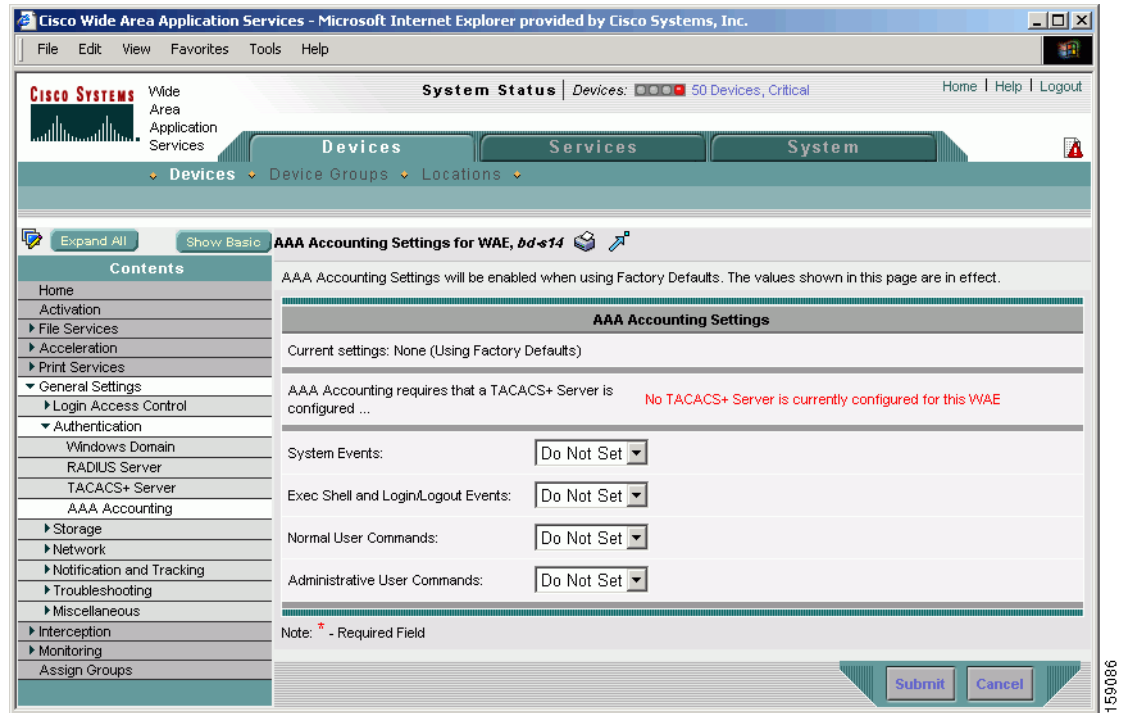 Cisco Wide Area Application Services - Microsoft Internet Explorer provided by Cisco Systems, Inc.
File Edit View Favorites Tools Help
CISCO SYSTEMS
Wide
Area
Application
Services
System Status | Devices: 50 Devices, Critical
Home | Help | Logout
Devices Services System
Devices Device Groups Locations
Expand All Show Basic
AAA Accounting Settings for WAE, bd-s14
Contents
Home
Activation
File Services
Acceleration
Print Services
General Settings
Login Access Control
Authentication
Windows Domain
RADIUS Server
TACACS+ Server
AAA Accounting
Storage
Network
Notification and Tracking
Troubleshooting
Miscellaneous
Interception
Monitoring
Assign Groups
AAA Accounting Settings will be enabled when using Factory Defaults. The values shown in this page are in effect.
AAA Accounting Settings
Current settings: None (Using Factory Defaults)
AAA Accounting requires that a TACACS+ Server is
configured ...
No TACACS+ Server is currently configured for this WAE
System Events: Do Not Set
Exec Shell and Login/Logout Events: Do Not Set
Normal User Commands: Do Not Set
Administrative User Commands: Do Not Set
Note: * - Required Field
Submit Cancel
159086